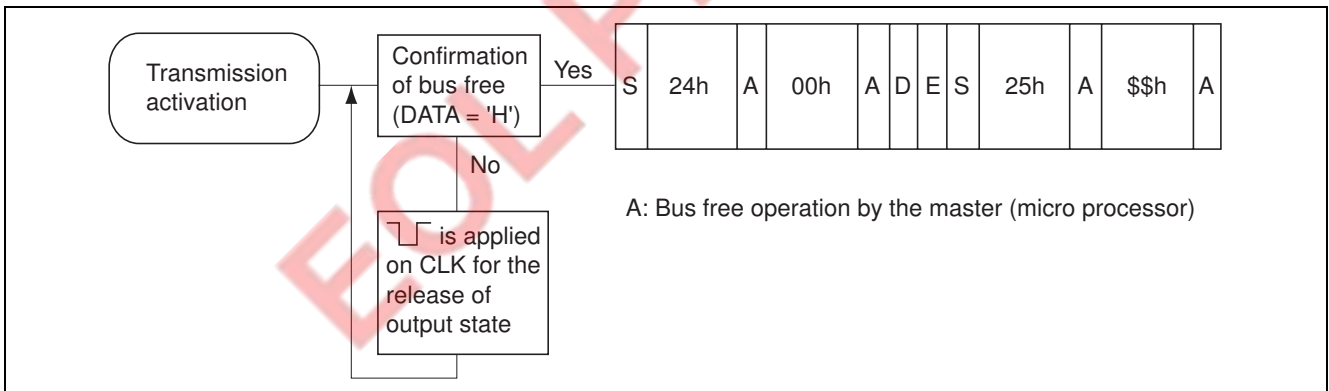 Transmission
activation
Confirmation
of bus free
(DATA = 'H')
Yes
No
is applied
on CLK for the
release of
output state
S 24h A 00h A D E S 25h A $$h A
A: Bus free operation by the master (micro processor)
EOL P